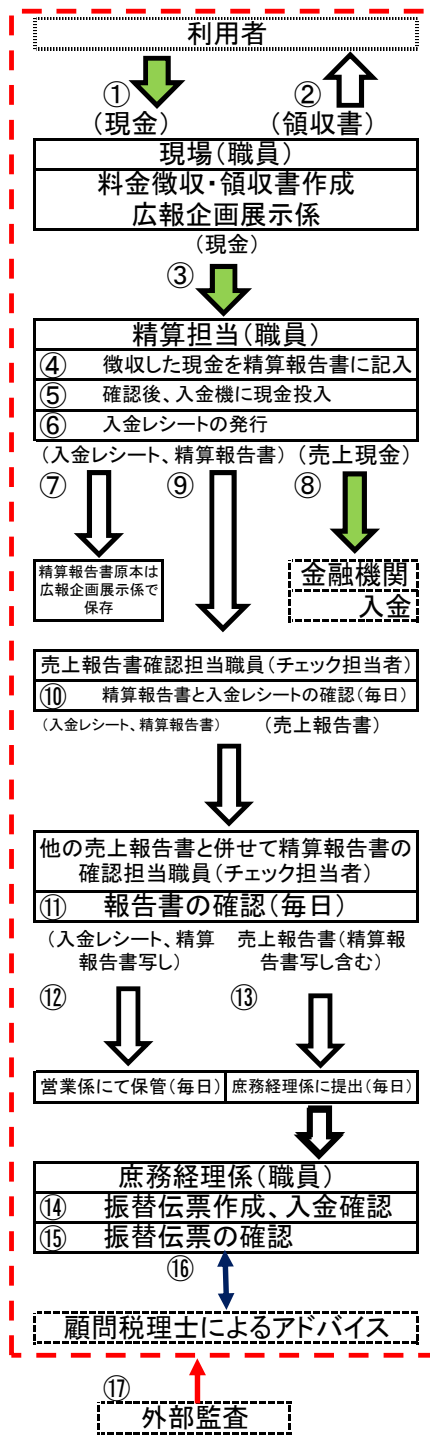 利用者
① ②
（現金） （領収書）
現場（職員）
料金徴収・領収書作成
広報企画展示係
（現金）
③
精算担当（職員）
④ 徴収した現金を精算報告書に記入
⑤ 確認後、入金機に現金投入
⑥ 入金レシートの発行
（入金レシート、精算報告書）（売上現金）
⑦ ⑨ ⑧
精算報告書原本は
広報企画展示係で
保存
金融機関
入金
売上報告書確認担当職員（チェック担当者）
⑩ 精算報告書と入金レシートの確認（毎日）
（入金レシート、精算報告書） （売上報告書）
他の売上報告書と併せて精算報告書の
確認担当職員（チェック担当者）
⑪ 報告書の確認（毎日）
（入金レシート、精算
報告書写し）
売上報告書（精算報
告書写し含む）
⑫ ⑬
営業係にて保管（毎日） 庶務経理係に提出（毎日）
庶務経理係（職員）
⑭ 振替伝票作成、入金確認
⑮ 振替伝票の確認
⑯
顧問税理士によるアドバイス
⑰
外部監査